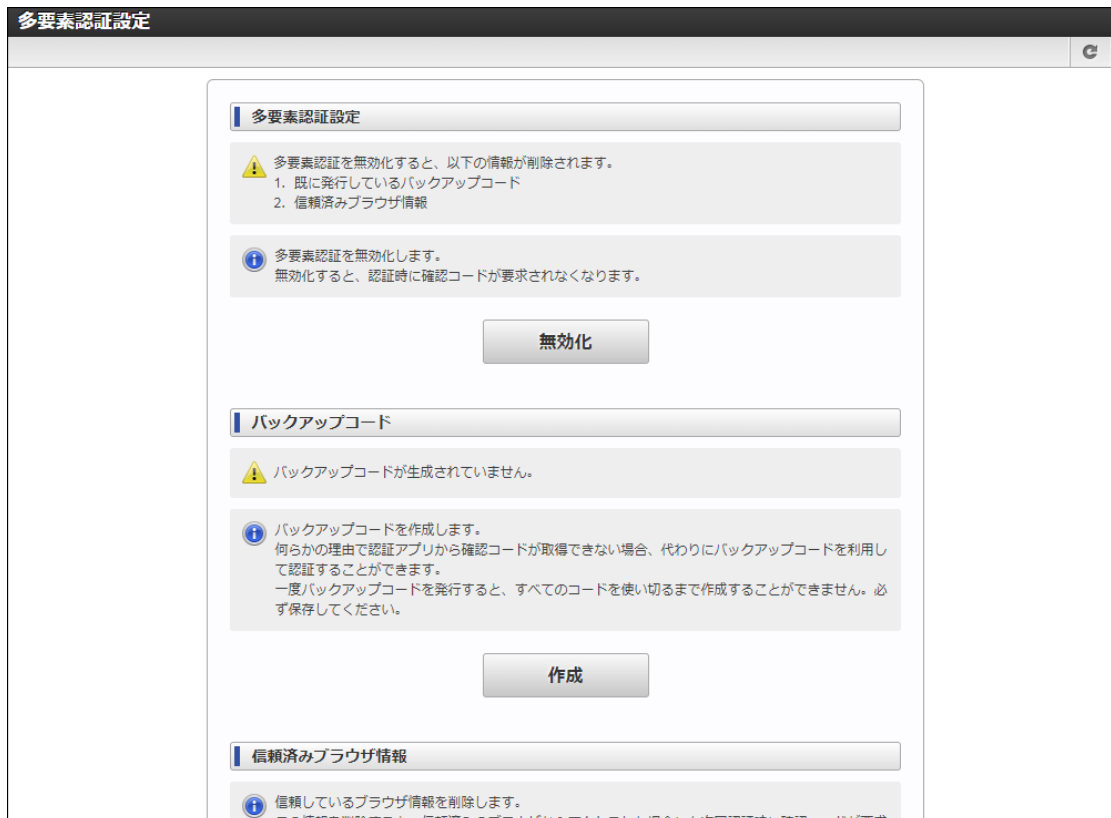 多要素認証設定
多要素認証設定
多要素認証を無効化すると、以下の情報が削除されます。
1. 既に発行しているバックアップコード
2. 信頼済みブラウザ情報
多要素認証を無効化します。
無効化すると、認証時に確認コードが要求されなくなります。
無効化
バックアップコード
バックアップコードが生成されていません。
バックアップコードを作成します。
何らかの理由で認証アプリから確認コードが取得できない場合、代わりにバックアップコードを利用し
て認証することができます。
一度バックアップコードを発行すると、すべてのコードを使い切るまで作成することができません。必
ず保存してください。
作成
信頼済みブラウザ情報
信頼しているブラウザ情報を削除します。